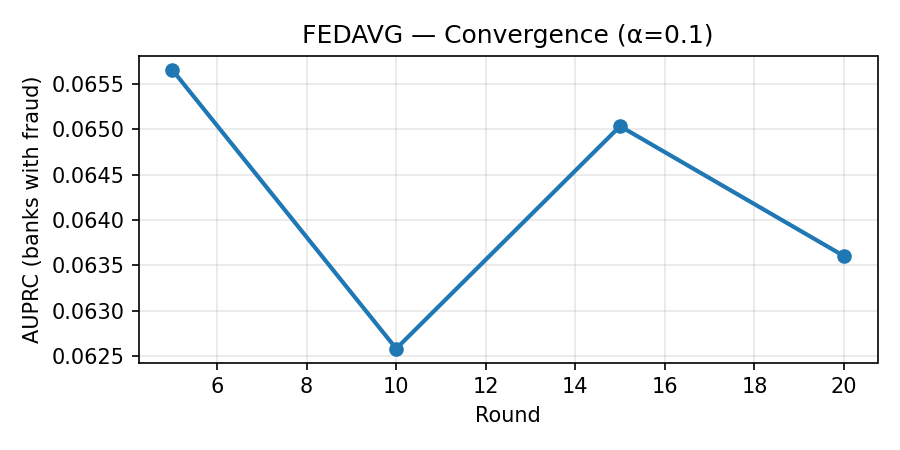 FEDAVG — Convergence (α=0.1)
AUPRC (banks with fraud)
0.0655
0.0650
0.0645
0.0640
0.0635
0.0630
0.0625
6 8 10 12 14 16 18 20
Round